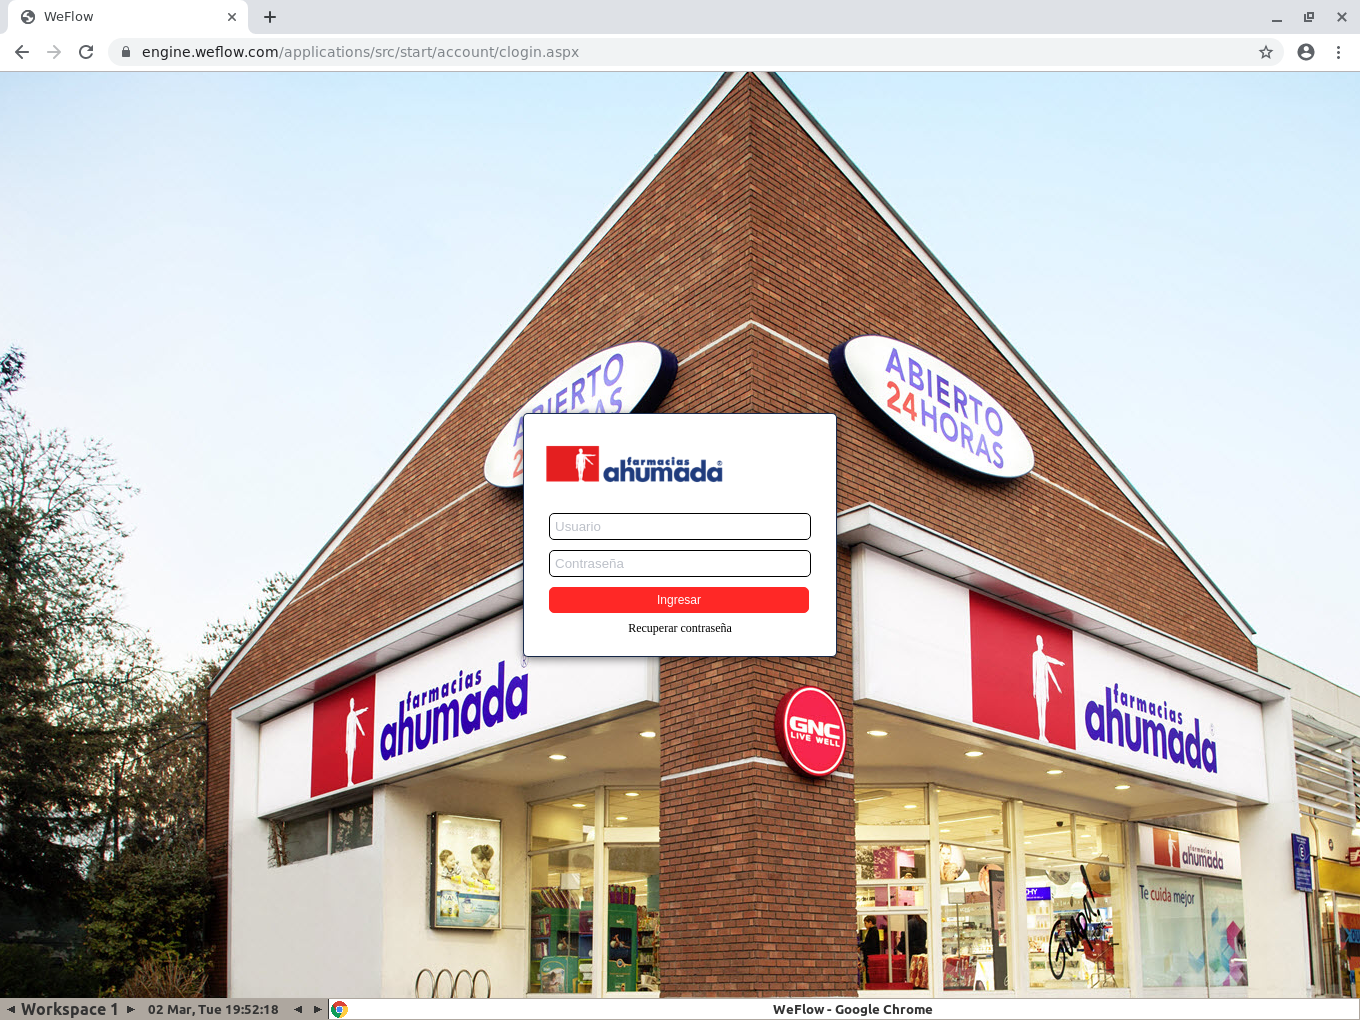 WeFlow
engine.weflow.com/applications/src/start/account/clogin.aspx
ABIERTO
24 HORAS
ABIERTO
farmacias
ahumada
Usuario
Contraseña
Ingresar
Recuperar contraseña
farmacias
ahumada
farmacias
ahumada
GNC
LIVE WELL
farmacias
ahumada
Te cuida mejor
Workspace 1
02 Mar, Tue 19:52:18
WeFlow - Google Chrome